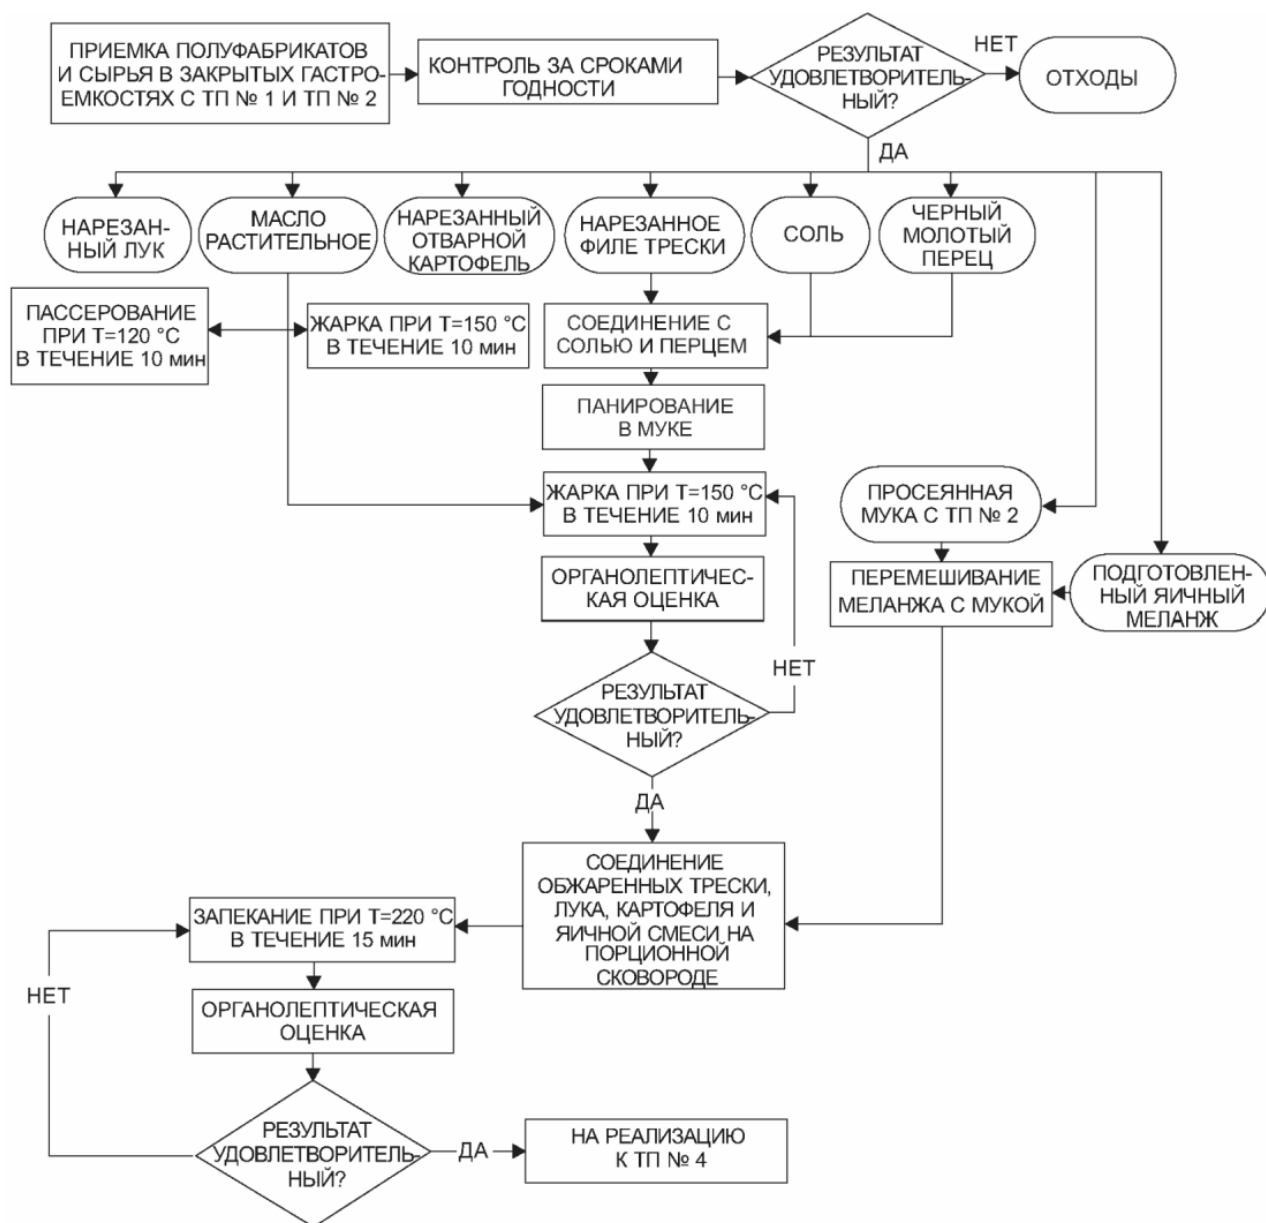 ПРИЕМКА ПОЛУФАБРИКАТОВ
И СЫРЬЯ В ЗАКРЫТЫХ ГАСТРО-
ЕМКОСТЯХ С ТП № 1 И ТП № 2
КОНТРОЛЬ ЗА СРОКАМИ
ГОДНОСТИ
РЕЗУЛЬТАТ
УДОВЛЕТВОРИТЕЛЬ-
НЫЙ?
НЕТ
ОТХОДЫ
ДА
НАРЕЗАН-
НЫЙ ЛУК
МАСЛО
РАСТИТЕЛЬНОЕ
НАРЕЗАННЫЙ
ОТВАРНОЙ
КАРТОФЕЛЬ
НАРЕЗАННОЕ
ФИЛЕ ТРЕСКИ
СОЛЬ
ЧЕРНЫЙ
МОЛОТЫЙ
ПЕРЕЦ
ПАССЕРОВАНИЕ
ПРИ Т=120 °С
В ТЕЧЕНИЕ 10 мин
ЖАРКА ПРИ Т=150 °С
В ТЕЧЕНИЕ 10 мин
СОЕДИНЕНИЕ С
СОЛЬЮ И ПЕРЦЕМ
ПАНИРОВАНИЕ
В МУКЕ
ЖАРКА ПРИ Т=150 °С
В ТЕЧЕНИЕ 10 мин
ПРОСЕЯННАЯ
МУКА С ТП № 2
ОРГАНОЛЕПТИЧЕС-
КАЯ ОЦЕНКА
ПЕРЕМЕШИВАНИЕ
МЕЛАНЖА С МУКОЙ
ПОДГОТОВЛЕН-
НЫЙ ЯИЧНЫЙ
МЕЛАНЖ
НЕТ
РЕЗУЛЬТАТ
УДОВЛЕТВОРИТЕЛЬ-
НЫЙ?
ДА
СОЕДИНЕНИЕ
ОБЖАРЕННЫХ ТРЕСКИ,
ЛУКА, КАРТОФЕЛЯ И
ЯИЧНОЙ СМЕСИ НА
ПОРЦИОННОЙ
СКОВОРОДЕ
ЗАПЕКАНИЕ ПРИ Т=220 °С
В ТЕЧЕНИЕ 15 мин
НЕТ
ОРГАНОЛЕПТИЧЕСКАЯ
ОЦЕНКА
РЕЗУЛЬТАТ
УДОВЛЕТВОРИТЕЛЬ-
НЫЙ?
ДА
НА РЕАЛИЗАЦИЮ
К ТП № 4